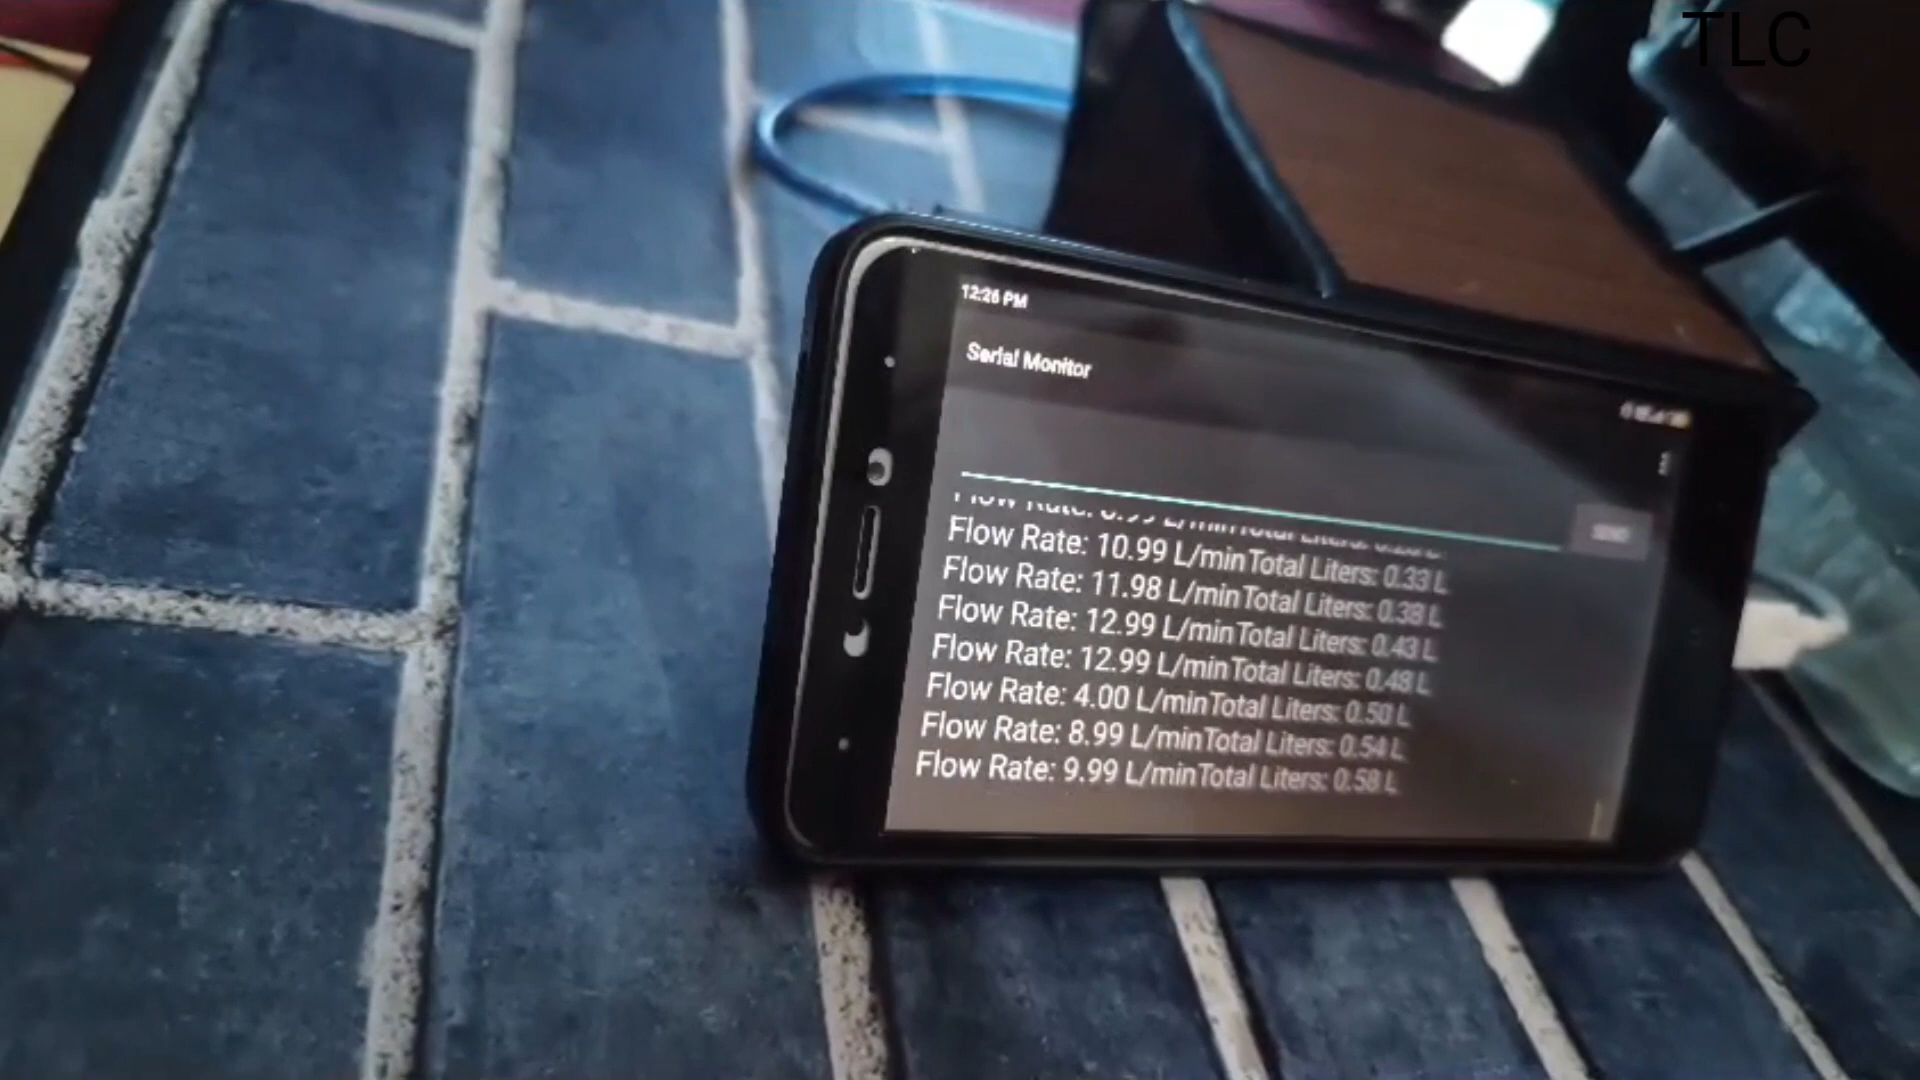 TLC
12:26 PM
Serial Monitor
Flow Rate: 10.99 L/minTotal Liters: 0.33 L
Flow Rate: 11.98 L/minTotal Liters: 0.38 L
Flow Rate: 12.99 L/minTotal Liters: 0.43 L
Flow Rate: 12.99 L/minTotal Liters: 0.48 L
Flow Rate: 4.00 L/minTotal Liters: 0.50 L
Flow Rate: 8.99 L/minTotal Liters: 0.54 L
Flow Rate: 9.99 L/minTotal Liters: 0.58 L